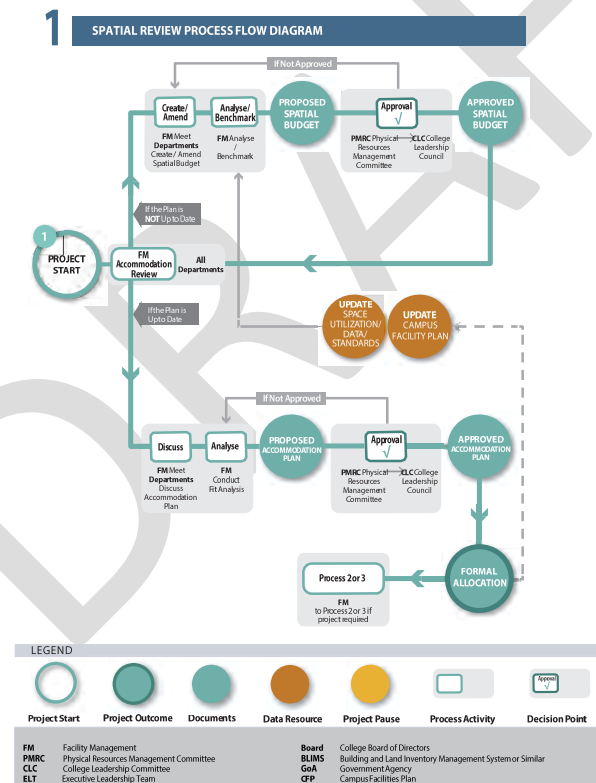 1
SPATIAL REVIEW PROCESS FLOW DIAGRAM
If Not Approved
Create/
Amend
FM Meet
Departments
Create / Amend
Spatial Budget
Analyse/
Benchmark
FM Analyse
/
Benchmark
PROPOSED
SPATIAL
BUDGET
Approval
√
PMRC Physical
Resources
Management
Committee
CLC College
Leadership
Council
APPROVED
SPATIAL
BUDGET
If the Plan is
NOT Up to Date
1
PROJECT
START
FM
Accommodation
Review
All
Departments
If the Plan is
Up to Date
UPDATE
SPACE
UTILIZATION/
DATA/
STANDARDS
UPDATE
CAMPUS
FACILITY PLAN
If Not Approved
Discuss
FM Meet
Departments
Discuss
Accommodation
Plan
Analyse
FM
Conduct
Fit Analysis
PROPOSED
ACCOMMODATION
PLAN
Approval
√
PMRC Physical
Resources
Management
Committee
CLC College
Leadership
Council
APPROVED
ACCOMMODATION
PLAN
FORMAL
ALLOCATION
Process 2 or 3
FM
to Process 2 or 3 if
project required
DRAFT
LEGEND
Project Start
Project Outcome
Documents
Data Resource
Project Pause
Process Activity
Approval
√
Decision Point
FM Facility Management
PMRC Physical Resources Management Committee
CLC College Leadership Committee
ELT Executive Leadership Team
Board College Board of Directors
BLIMS Building and Land Inventory Management System or Similar
GoA Government Agency
CFP Campus Facilities Plan